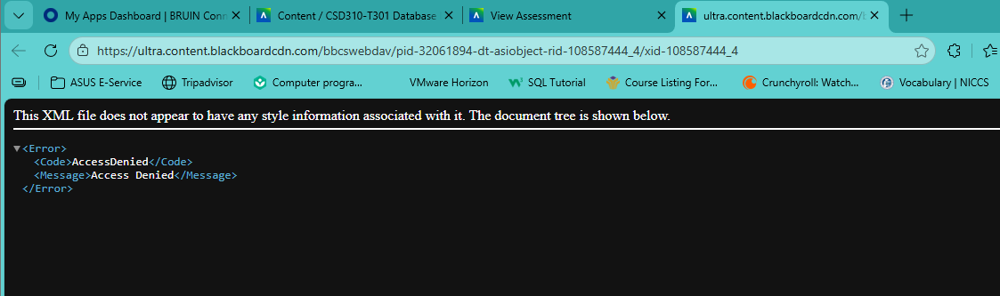 My Apps Dashboard | BRUIN Conn
Content / CSD310-T301 Database
View Assessment
ultra.content.blackboardcdn.com/b
https://ultra.content.blackboardcdn.com/bbcswebdav/pid-32061894-dt-asiobject-rid-108587444_4/xid-108587444_4
ASUS E-Service
Tripadvisor
Computer progra...
VMware Horizon
SQL Tutorial
Course Listing For...
Crunchyroll: Watch...
Vocabulary | NICCS
This XML file does not appear to have any style information associated with it. The document tree is shown below.
▼<Error>
<Code>AccessDenied</Code>
<Message>Access Denied</Message>
</Error>